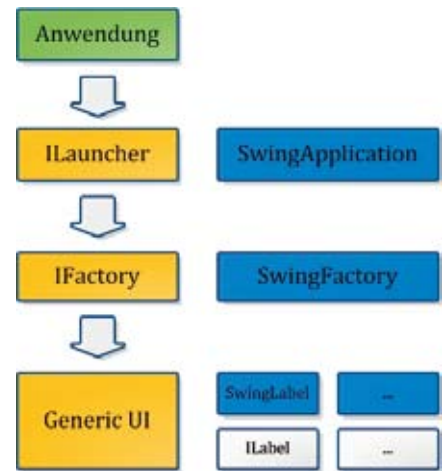 Anwendung
ILauncher
SwingApplication
IFactory
SwingFactory
Generic UI
SwingLabel
...
ILabel
...